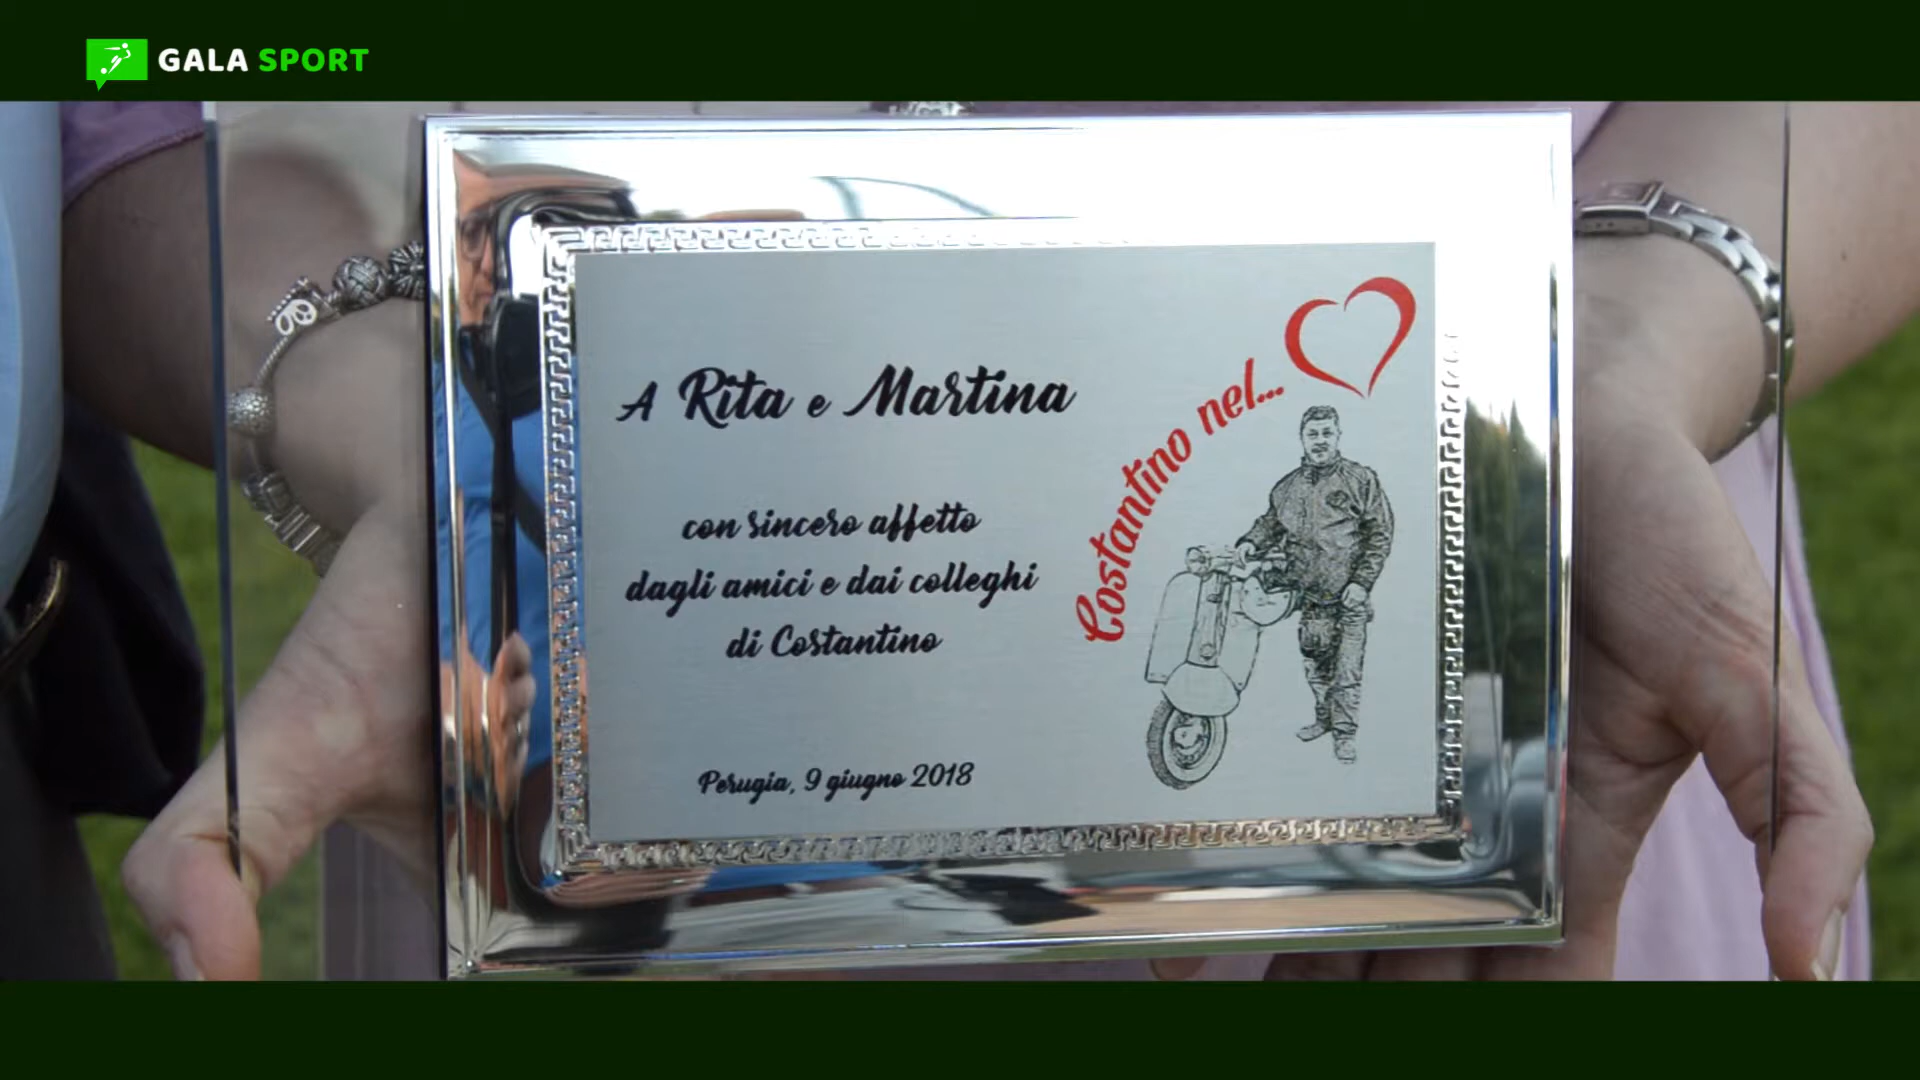 GALA SPORT
A Rita e Martina
con sincero affetto
dagli amici e dai colleghi
di Costantino
Perugia, 9 giugno 2018
Costantino nel...